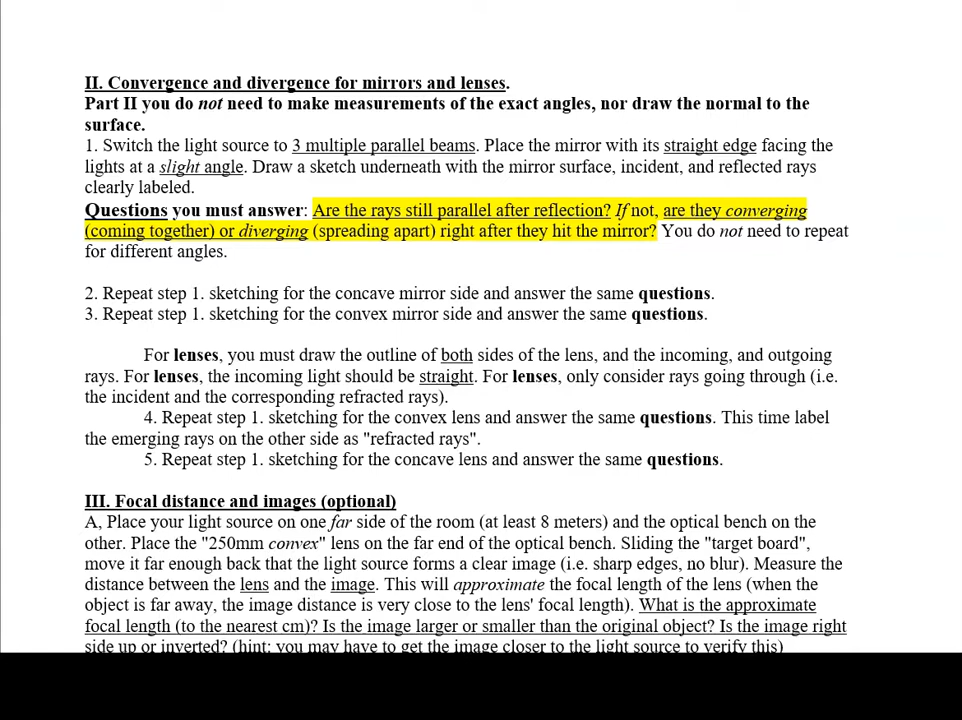 II. Convergence and divergence for mirrors and lenses.
Part II you do not need to make measurements of the exact angles, nor draw the normal to the
surface.
1. Switch the light source to 3 multiple parallel beams. Place the mirror with its straight edge facing the
lights at a slight angle. Draw a sketch underneath with the mirror surface, incident, and reflected rays
clearly labeled.
Questions you must answer: Are the rays still parallel after reflection? If not, are they converging
(coming together) or diverging (spreading apart) right after they hit the mirror? You do not need to repeat
for different angles.
2. Repeat step 1. sketching for the concave mirror side and answer the same questions.
3. Repeat step 1. sketching for the convex mirror side and answer the same questions.
For lenses, you must draw the outline of both sides of the lens, and the incoming, and outgoing
rays. For lenses, the incoming light should be straight. For lenses, only consider rays going through (i.e.
the incident and the corresponding refracted rays).
4. Repeat step 1. sketching for the convex lens and answer the same questions. This time label
the emerging rays on the other side as "refracted rays".
5. Repeat step 1. sketching for the concave lens and answer the same questions.
III. Focal distance and images (optional)
A, Place your light source on one far side of the room (at least 8 meters) and the optical bench on the
other. Place the "250mm convex" lens on the far end of the optical bench. Sliding the "target board",
move it far enough back that the light source forms a clear image (i.e. sharp edges, no blur). Measure the
distance between the lens and the image. This will approximate the focal length of the lens (when the
object is far away, the image distance is very close to the lens' focal length). What is the approximate
focal length (to the nearest cm)? Is the image larger or smaller than the original object? Is the image right
side up or inverted? (hint: you may have to get the image closer to the light source to verify this)